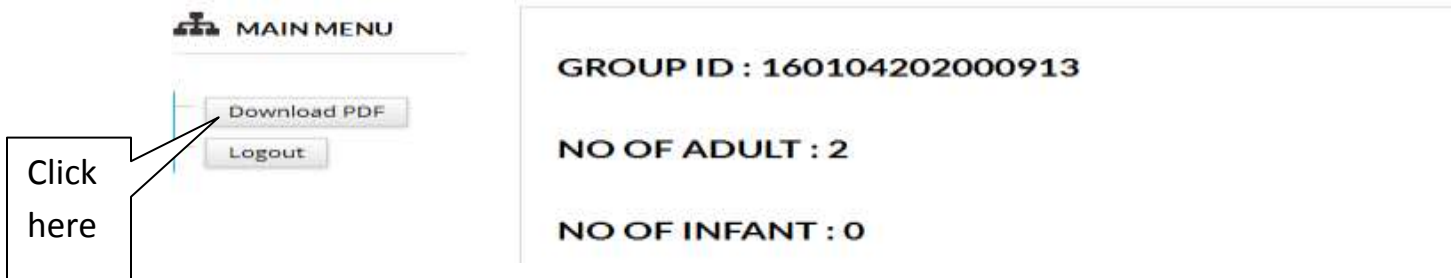 MAIN MENU
Download PDF
Logout
Click
here
GROUP ID : 160104202000913
NO OF ADULT : 2
NO OF INFANT : 0